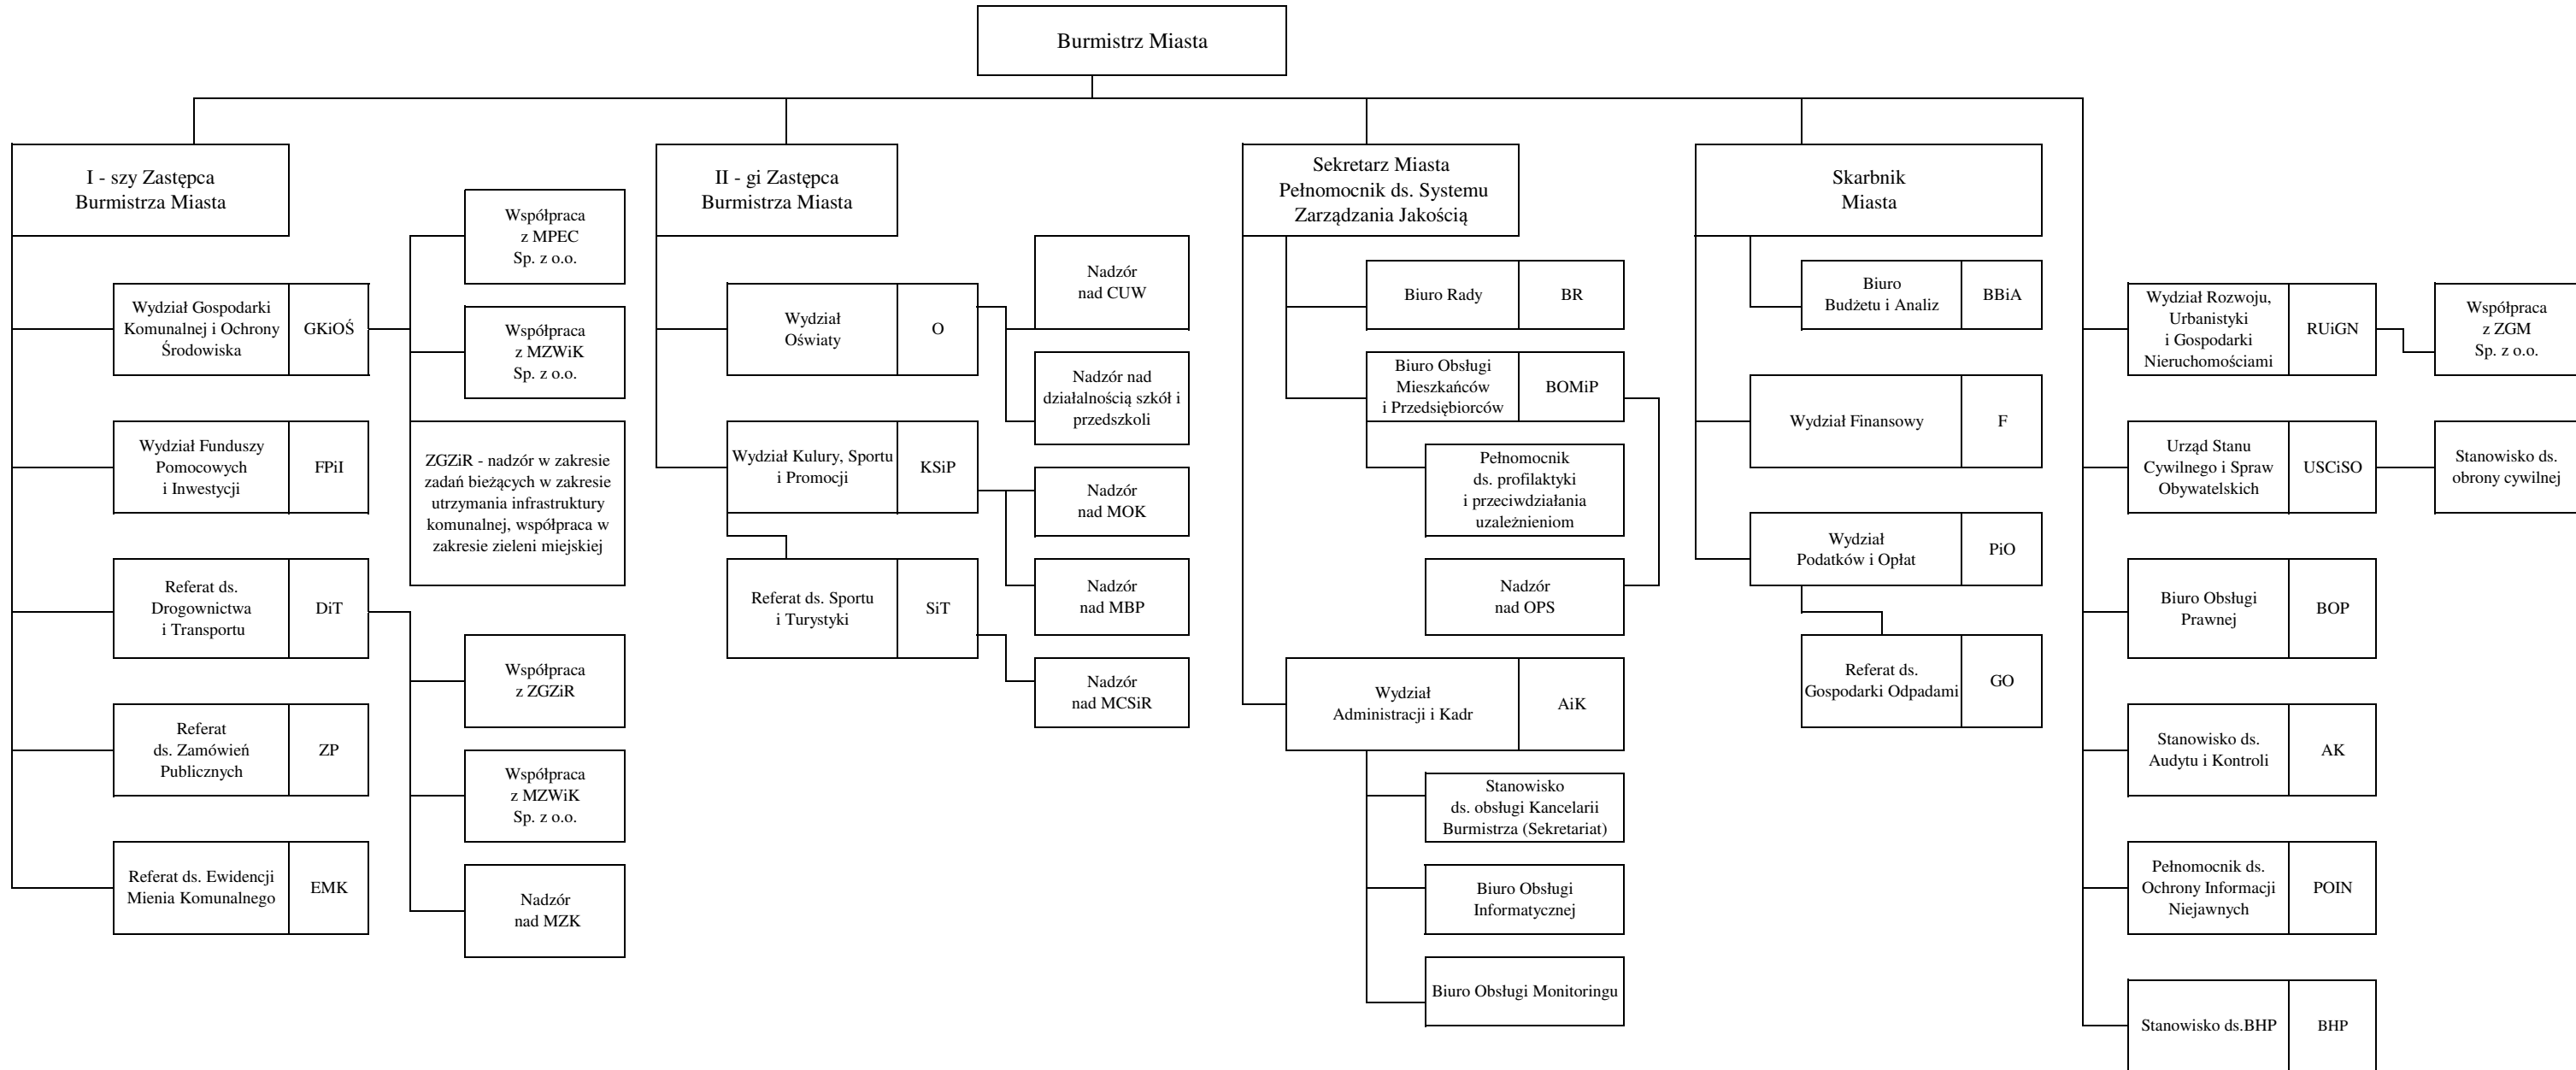 Burmistrz Miasta
I - szy Zastępca
Burmistrza Miasta
Wydział Gospodarki
Komunalnej i Ochrony
Środowiska
GKiOŚ
Współpraca
z MPEC
Sp. z o.o.
Współpraca
z MZWiK
Sp. z o.o.
ZGZiR - nadzór w zakresie
zadań bieżących w zakresie
utrzymania infrastruktury
komunalnej, współpraca w
zakresie zieleni miejskiej
Wydział Funduszy
Pomocowych
i Inwestycji
FPiI
Referat ds.
Drogownictwa
i Transportu
DiT
Współpraca
z ZGZiR
Współpraca
z MZWiK
Sp. z o.o.
Nadzór
nad MZK
Referat
ds. Zamówień
Publicznych
ZP
Referat ds. Ewidencji
Mienia Komunalnego
EMK
II - gi Zastępca
Burmistrza Miasta
Wydział
Oświaty
O
Nadzór
nad CUW
Nadzór nad
działalnością szkół i
przedszkoli
Wydział Kulury, Sportu
i Promocji
KSiP
Nadzór
nad MOK
Nadzór
nad MBP
Referat ds. Sportu
i Turystyki
SiT
Nadzór
nad MCSiR
Sekretarz Miasta
Pełnomocnik ds. Systemu
Zarządzania Jakością
Biuro Rady
BR
Biuro Obsługi
Mieszkańców
i Przedsiębiorców
BOMiP
Pełnomocnik
ds. profilaktyki
i przeciwdziałania
uzależnieniom
Nadzór
nad OPS
Wydział
Administracji i Kadr
AiK
Stanowisko
ds. obsługi Kancelarii
Burmistrza (Sekretariat)
Biuro Obsługi
Informatycznej
Biuro Obsługi Monitoringu
Skarbnik
Miasta
Biuro
Budżetu i Analiz
BBiA
Wydział Finansowy
F
Wydział
Podatków i Opłat
PiO
Referat ds.
Gospodarki Odpadami
GO
Wydział Rozwoju,
Urbanistyki
i Gospodarki
Nieruchomościami
RUiGN
Współpraca
z ZGM
Sp. z o.o.
Urząd Stanu
Cywilnego i Spraw
Obywatelskich
USCiSO
Stanowisko ds.
obrony cywilnej
Biuro Obsługi
Prawnej
BOP
Stanowisko ds.
Audytu i Kontroli
AK
Pełnomocnik ds.
Ochrony Informacji
Niejawnych
POIN
Stanowisko ds.BHP
BHP